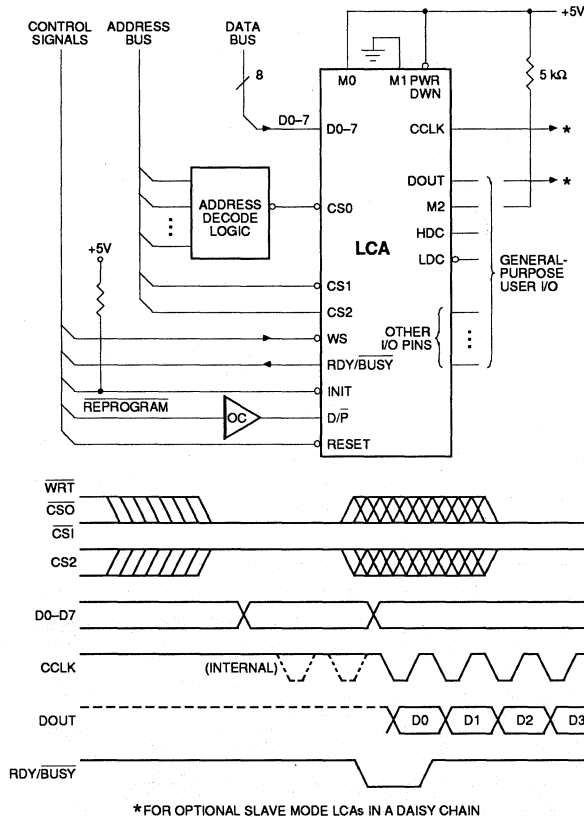 CONTROL SIGNALS
ADDRESS BUS
DATA BUS
+5V
8
M0
M1 PWR DWN
5 kΩ
D0–7
D0–7
CCLK
*
DOUT
*
ADDRESS DECODE LOGIC
CS0
M2
HDC
LCA
LDC
GENERAL-PURPOSE USER I/O
+5V
CS1
CS2
OTHER I/O PINS
WS
RDY/BUSY
INIT
REPROGRAM
OC
D/P
RESET
WRT
CSO
CSI
CS2
D0–D7
CCLK
(INTERNAL)
DOUT
D0
D1
D2
D3
RDY/BUSY
*FOR OPTIONAL SLAVE MODE LCAs IN A DAISY CHAIN